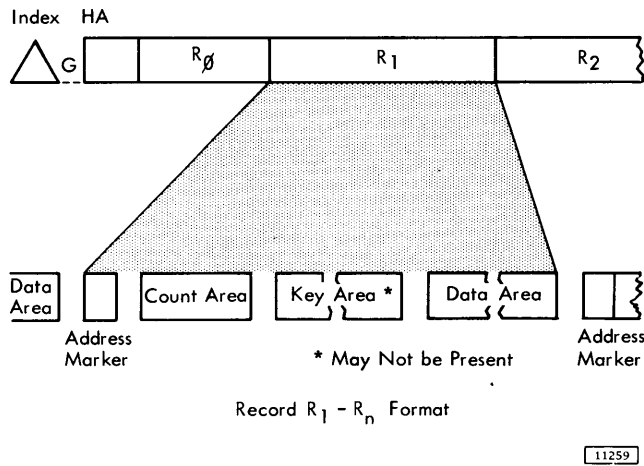 Index HA
G
RØ
R1
R2
Data Area
Count Area
Key Area *
Data Area
Address Marker
Address Marker
* May Not be Present
Record R1 - Rn Format
11259